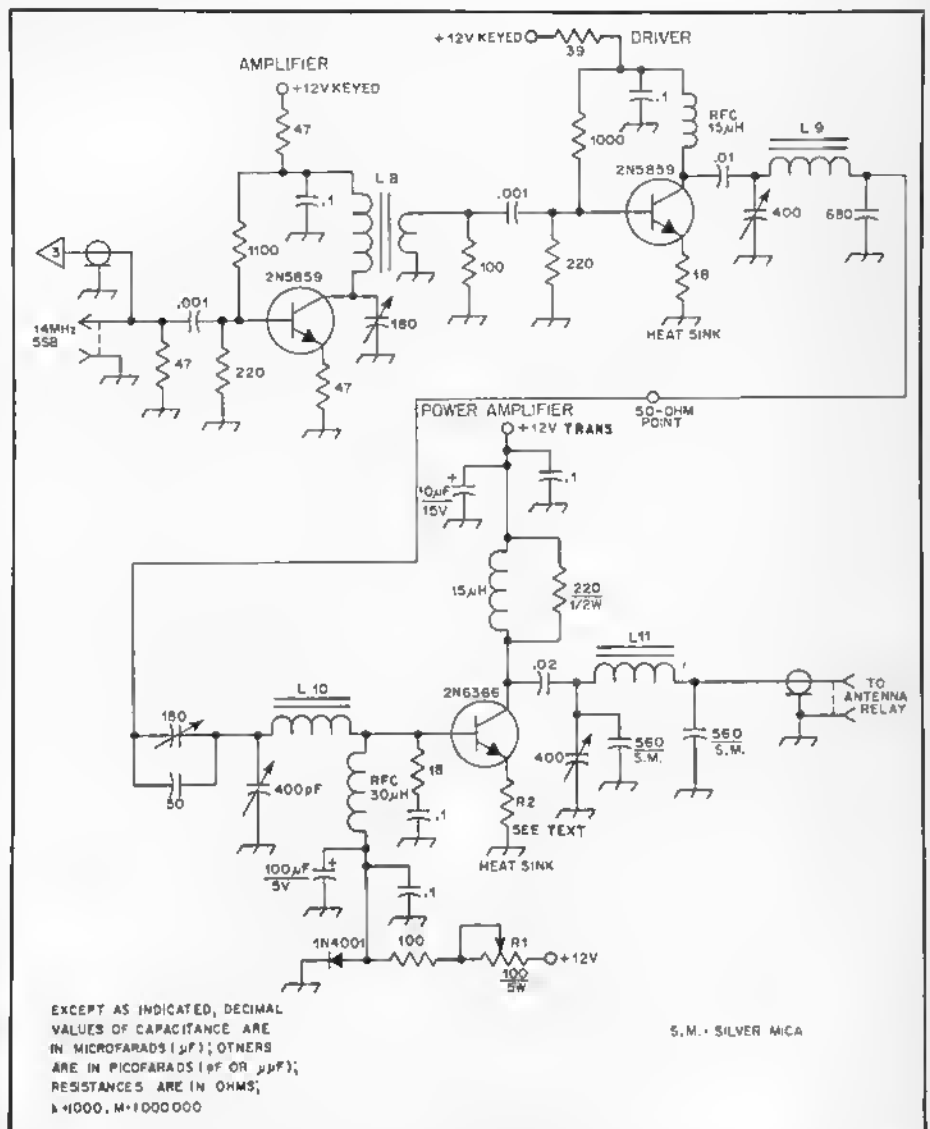 +12V KEYED
39
DRIVER
AMPLIFIER
+12V KEYED
47
.1
RFC
15μH
L 9
1000
2N5859
.01
L 8
.1
.001
400
680
3
1100
2N5859
100
220
18
HEAT SINK
.001
180
14MHz
SSB
47
220
47
50-OHM
POINT
POWER AMPLIFIER
+12V TRANS
+
.1
15V
15μH
220
1/2W
L11
.02
TO
ANTENNA
RELAY
L 10
2N6366
180
50
400pF
RFC
30μH
18
.1
400
560
S.M.
560
S.M.
R2
SEE TEXT
HEAT SINK
100μF
5V
+
.1
1N4001
100
R1
100
5W
+12V
EXCEPT AS INDICATED, DECIMAL
VALUES OF CAPACITANCE ARE
IN MICROFARADS (μF); OTHERS
ARE IN PICOFARADS (pF OR μμF);
RESISTANCES ARE IN OHMS;
k=1000, M=1000000
S.M. - SILVER MICA